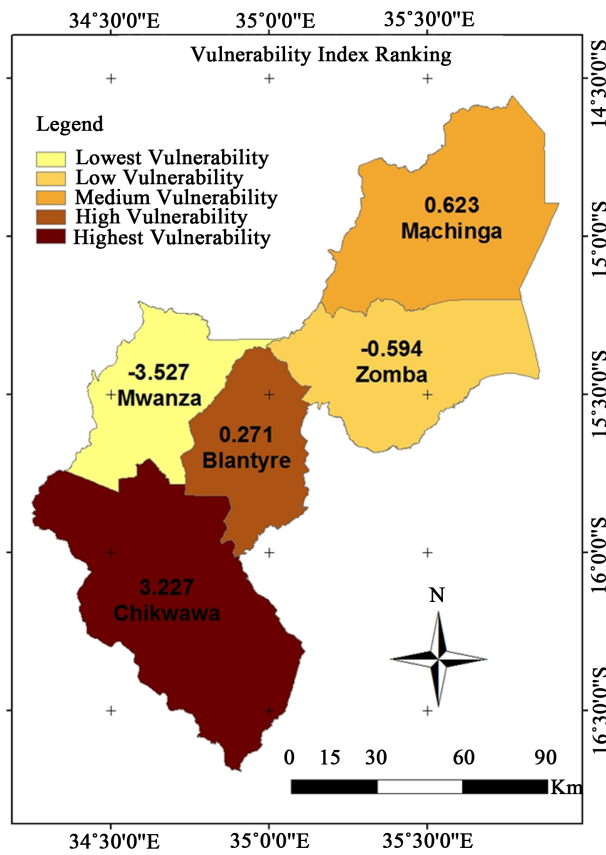 34°30'0"E 35°0'0"E 35°30'0"E
Vulnerability Index Ranking
Legend
Lowest Vulnerability
Low Vulnerability
Medium Vulnerability
High Vulnerability
Highest Vulnerability
14°30'0"S
15°0'0"S
15°30'0"S
16°0'0"S
16°30'0"S
0.623
Machinga
-0.594
Zomba
-3.527
Mwanza
0.271
Blantyre
3.227
Chikwawa
N
0 15 30 60 90
Km
34°30'0"E 35°0'0"E 35°30'0"E